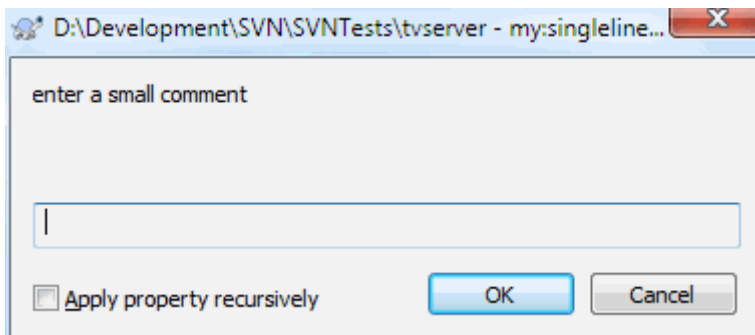 D:\Development\SVN\SVNTests\tvserver - my:singleline...
enter a small comment
Apply property recursively
OK
Cancel